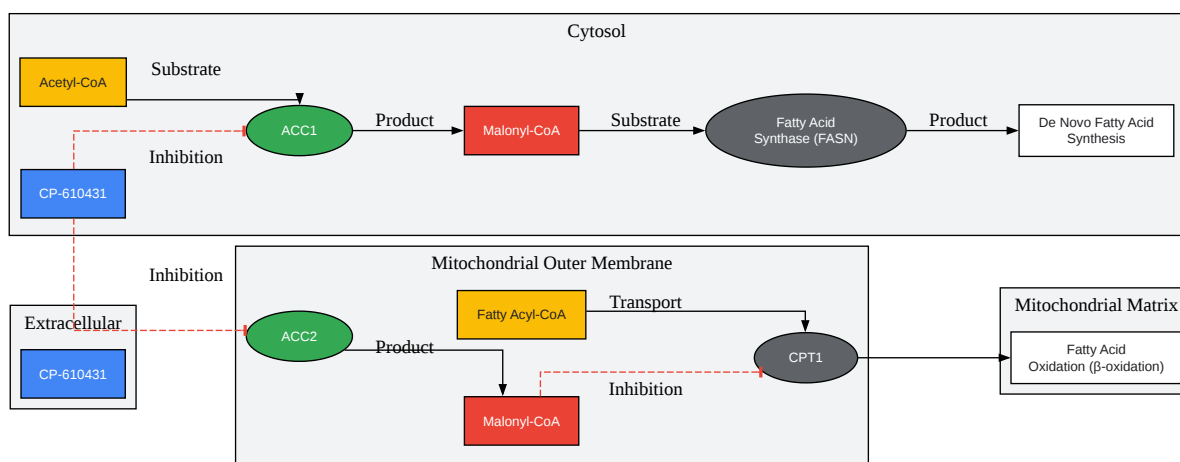 Cytosol
Substrate
Acetyl-CoA
ACC1
Product
Malonyl-CoA
Substrate
Fatty Acid
Synthase (FASN)
Product
De Novo Fatty Acid
Synthesis
Inhibition
CP-610431
Inhibition
Mitochondrial Outer Membrane
Extracellular
CP-610431
ACC2
Product
Fatty Acyl-CoA
Transport
CPT1
Inhibition
Malonyl-CoA
Mitochondrial Matrix
Fatty Acid
Oxidation (β-oxidation)